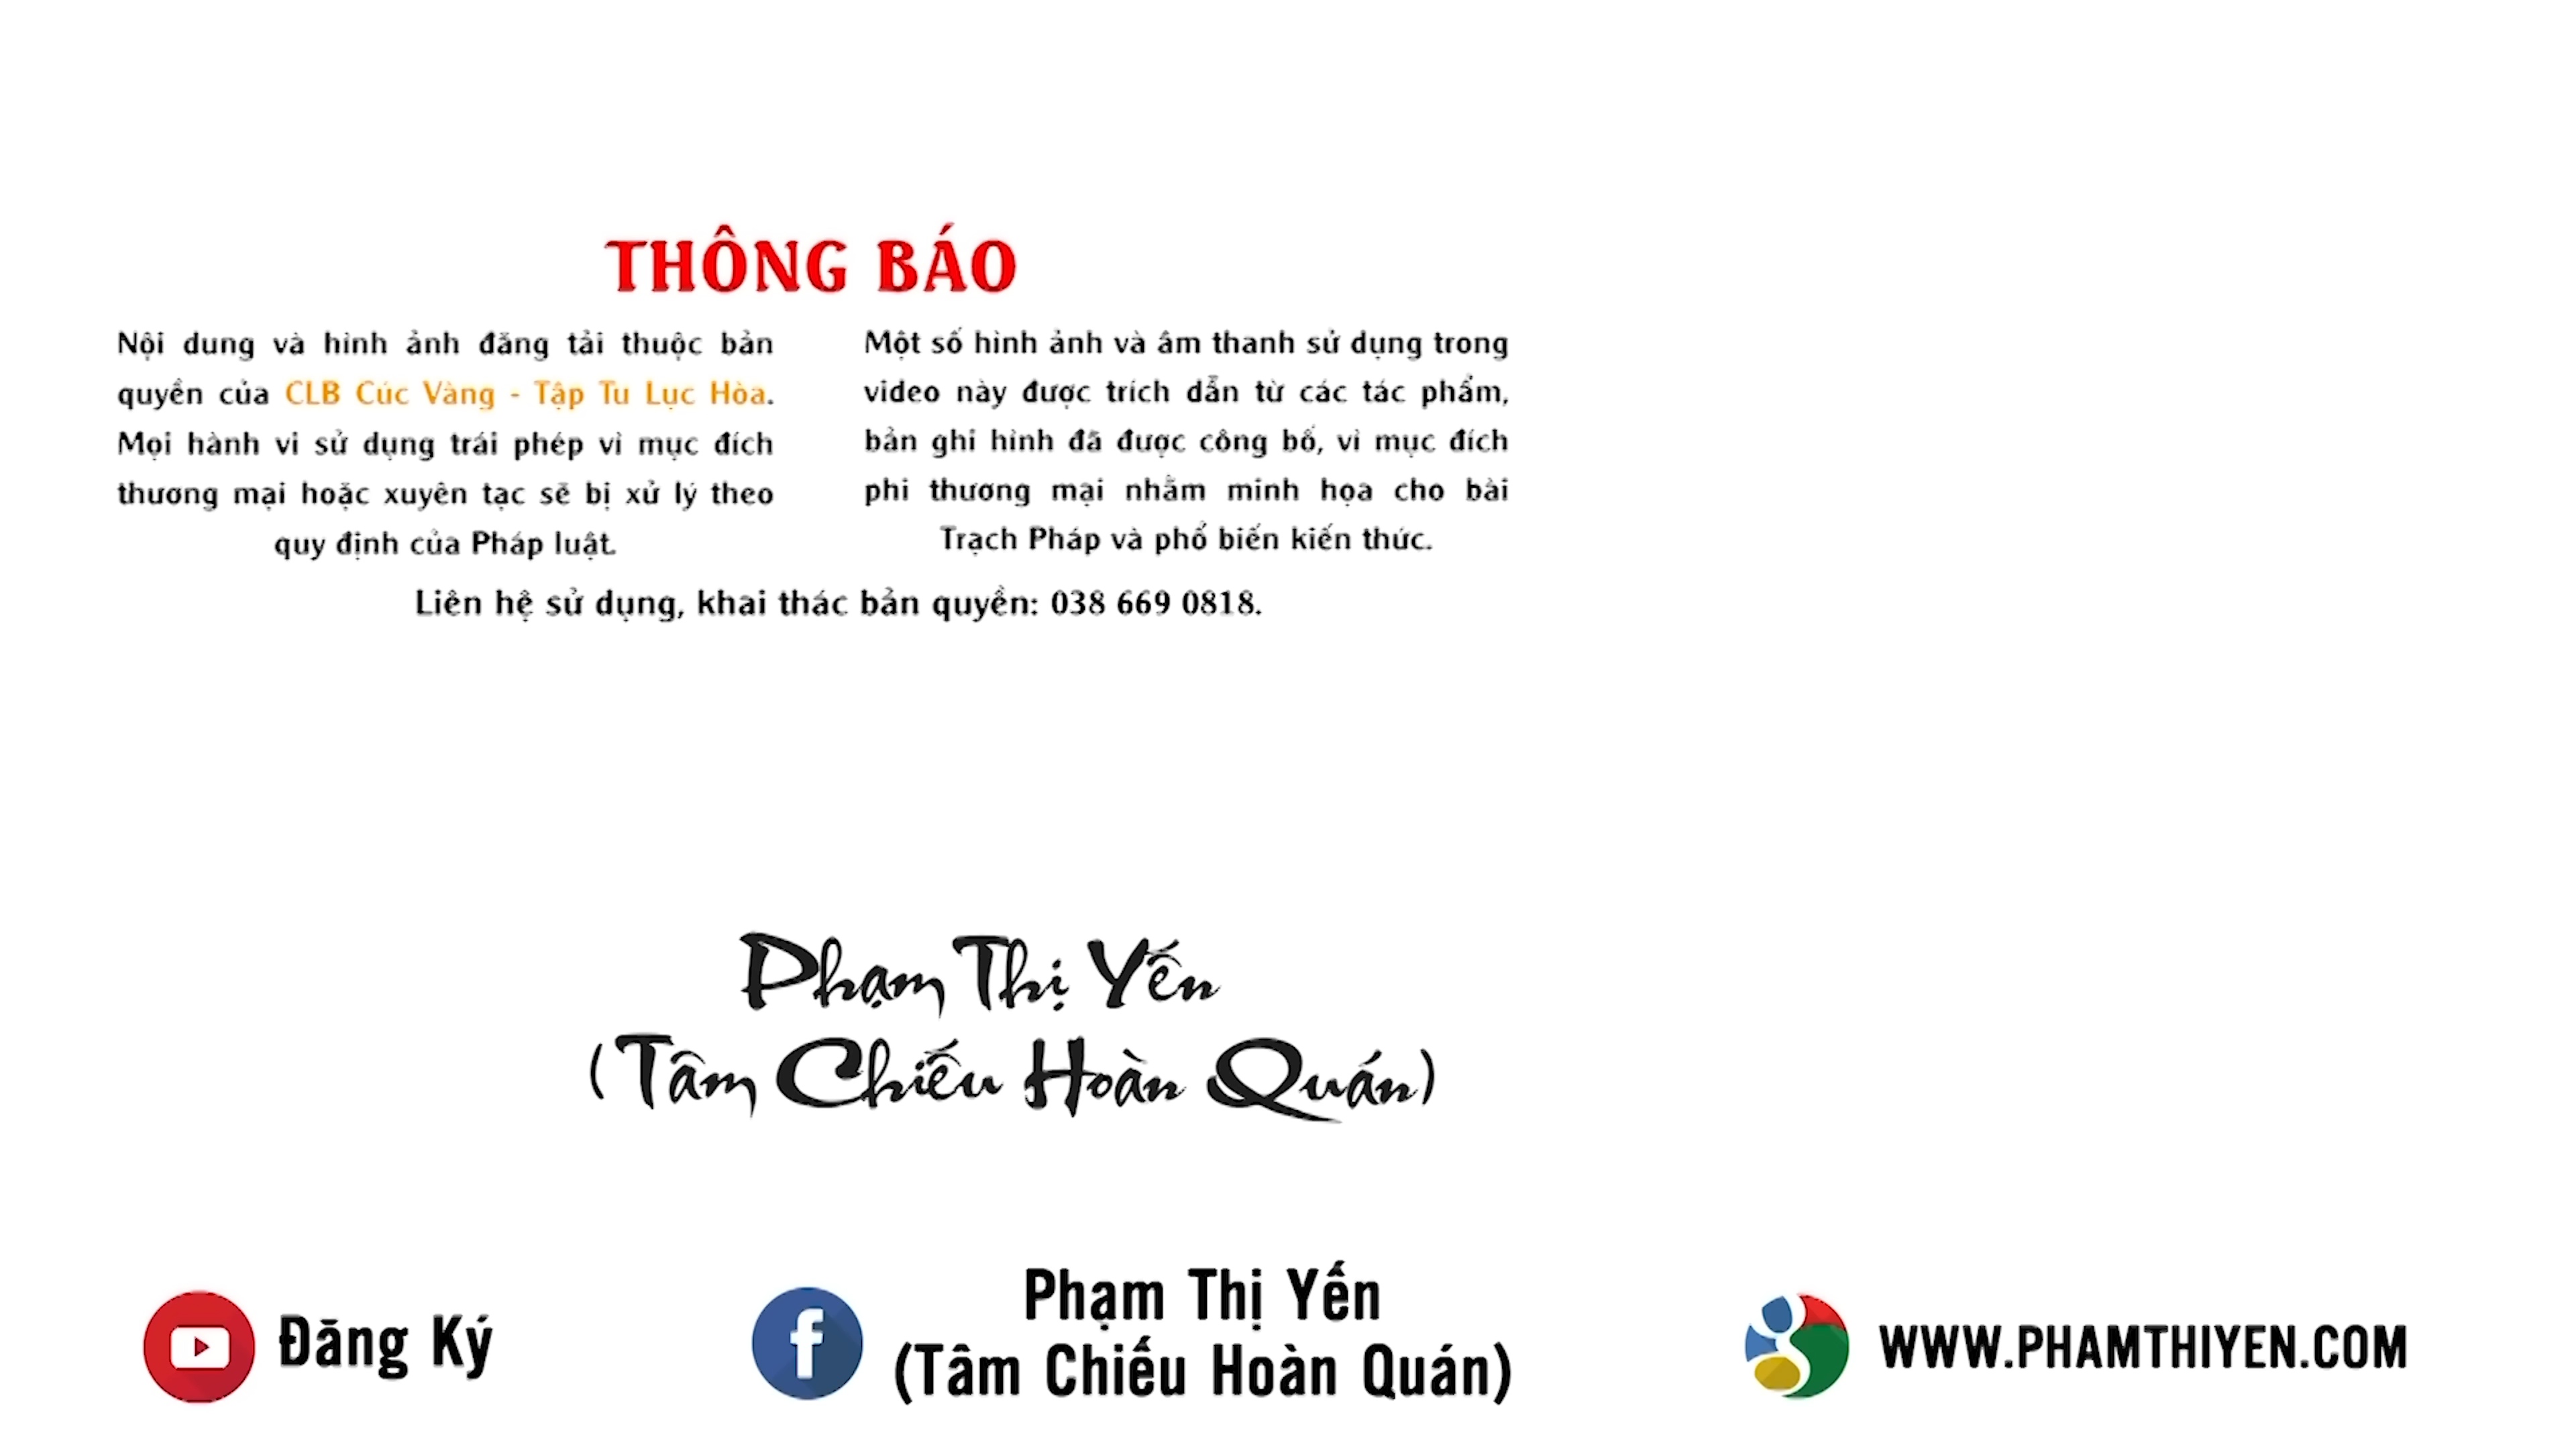 THÔNG BÁO
Nội dung và hình ảnh đăng tải thuộc bản
quyền của CLB Cúc Vàng - Tập Tu Lục Hòa.
Mọi hành vi sử dụng trái phép vì mục đích
thương mại hoặc xuyên tạc sẽ bị xử lý theo
quy định của Pháp luật.
Một số hình ảnh và âm thanh sử dụng trong
video này được trích dẫn từ các tác phẩm,
bản ghi hình đã được công bố, vì mục đích
phi thương mại nhằm minh họa cho bài
Trạch Pháp và phổ biến kiến thức.
Liên hệ sử dụng, khai thác bản quyền: 038 669 0818.
Phạm Thị Yến
(Tâm Chiếu Hoàn Quán)
Đăng Ký
Phạm Thị Yến
(Tâm Chiếu Hoàn Quán)
WWW.PHAMTHIYEN.COM